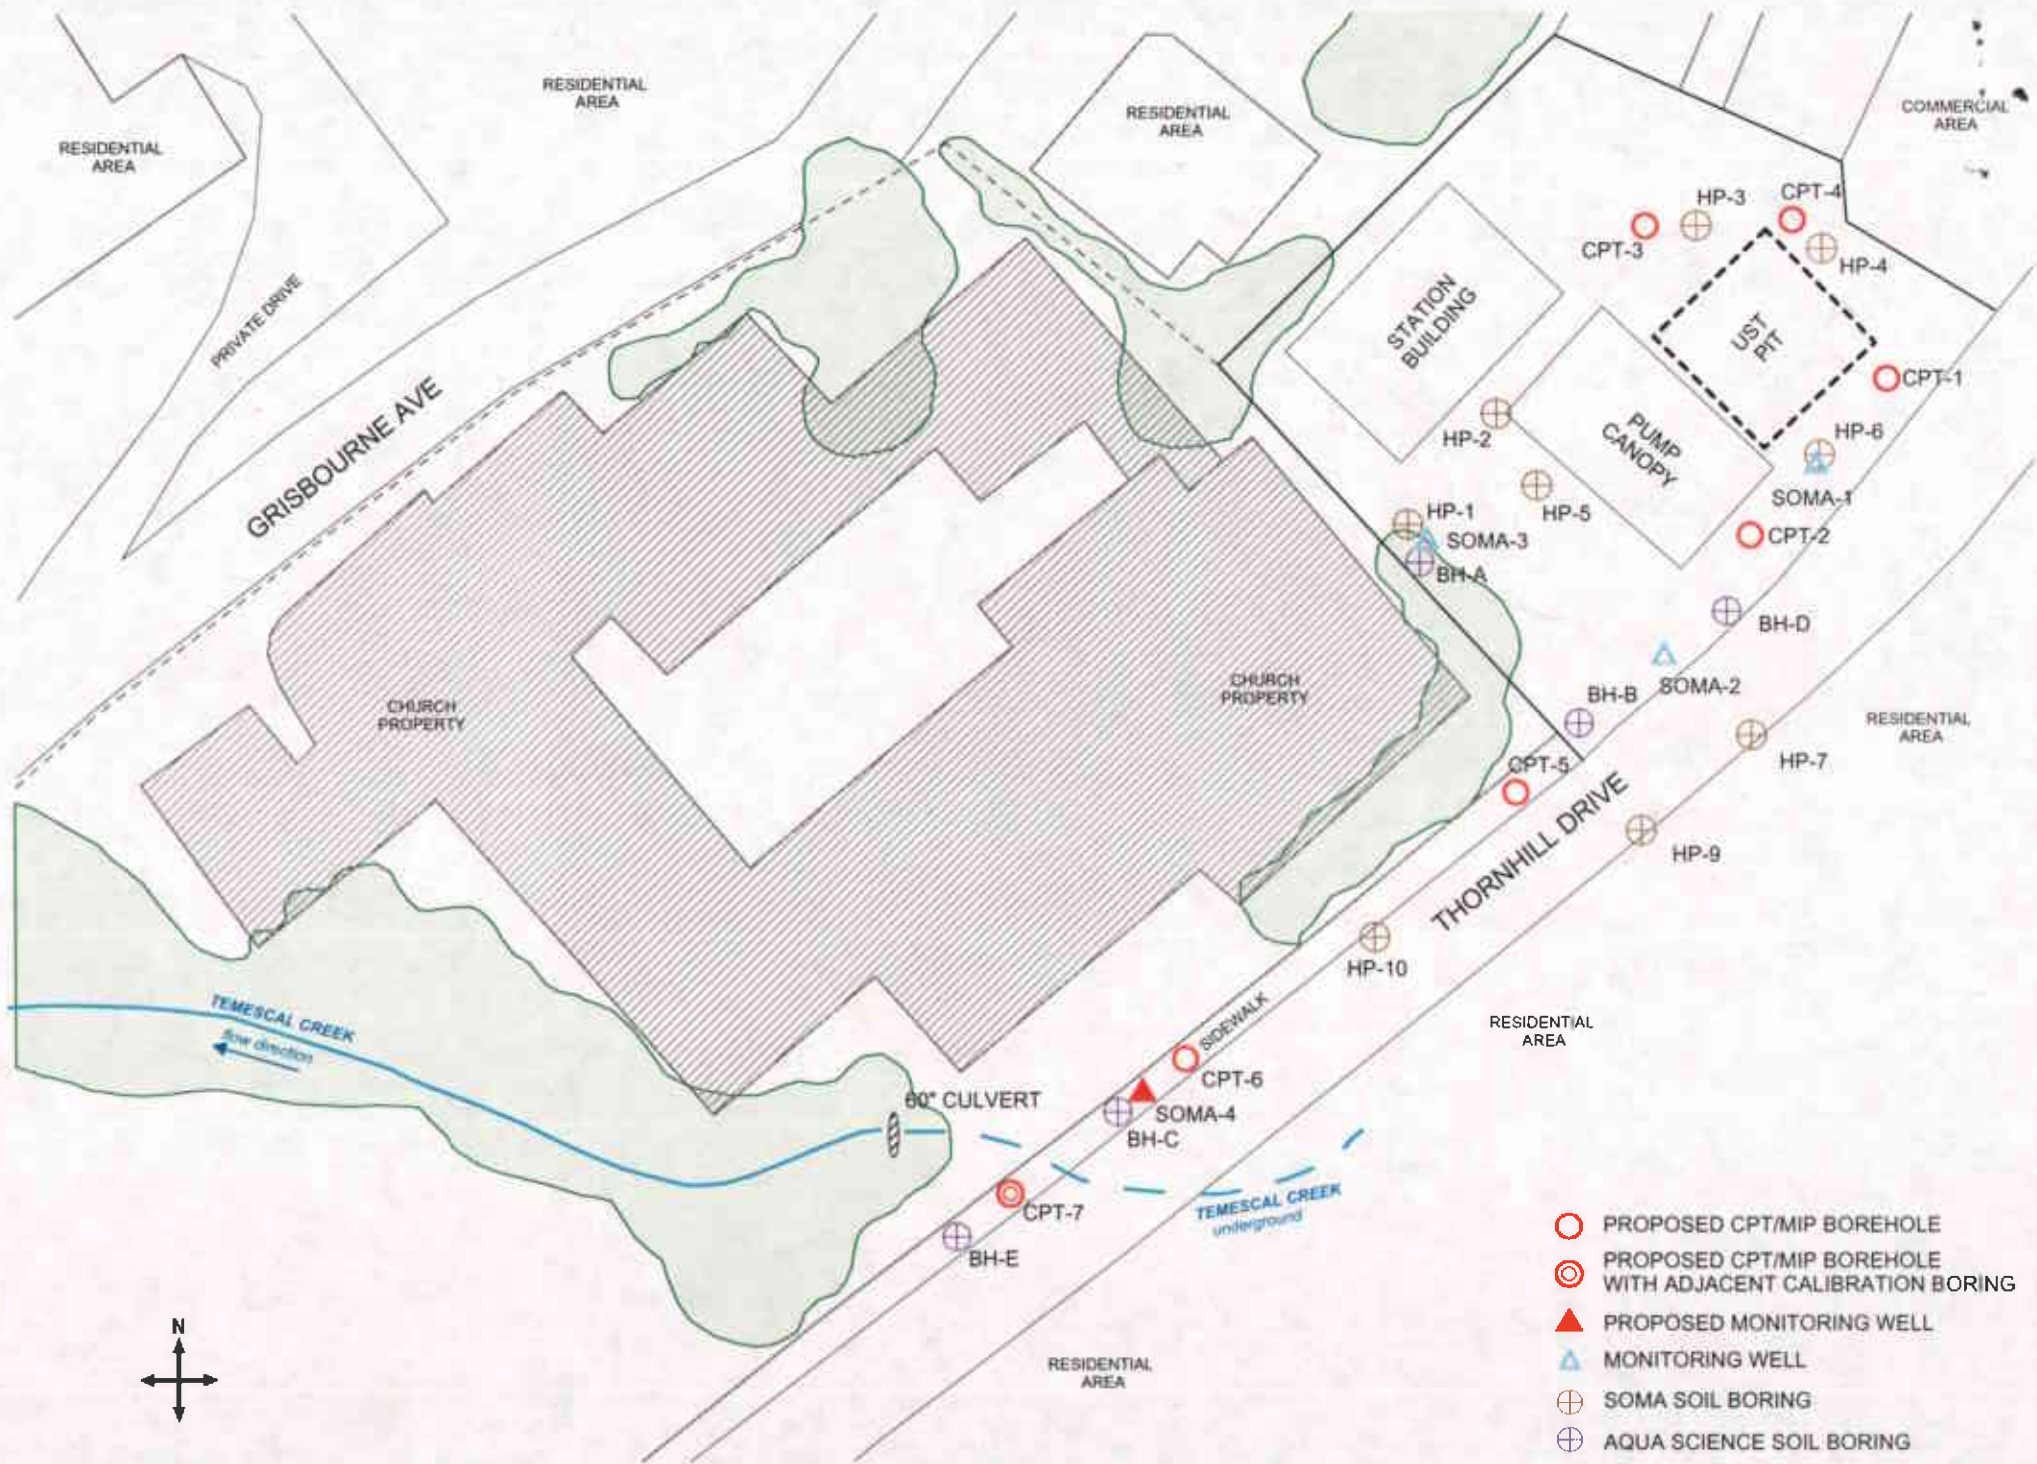 RESIDENTIAL
AREA
RESIDENTIAL
AREA
RESIDENTIAL
AREA
COMMERCIAL
AREA
HP-3
CPT-4
CPT-3
HP-4
PRIVATE DRIVE
STATION
BUILDING
UST
PIT
CPT-1
GRISBOURNE AVE
HP-2
PUMP
CANOPY
HP-6
SOMA-1
HP-1
HP-5
SOMA-3
CPT-2
BH-A
BH-D
CHURCH
PROPERTY
CHURCH
PROPERTY
BH-B
SOMA-2
RESIDENTIAL
AREA
HP-7
CPT-5
THORNHILL DRIVE
HP-9
HP-10
TEMESCAL CREEK
flow direction
SIDEWALK
RESIDENTIAL
AREA
CPT-6
60" CULVERT
SOMA-4
BH-C
CPT-7
TEMESCAL CREEK
underground
BH-E
N
RESIDENTIAL
AREA
PROPOSED CPT/MIP BOREHOLE
PROPOSED CPT/MIP BOREHOLE
WITH ADJACENT CALIBRATION BORING
PROPOSED MONITORING WELL
MONITORING WELL
SOMA SOIL BORING
AQUA SCIENCE SOIL BORING